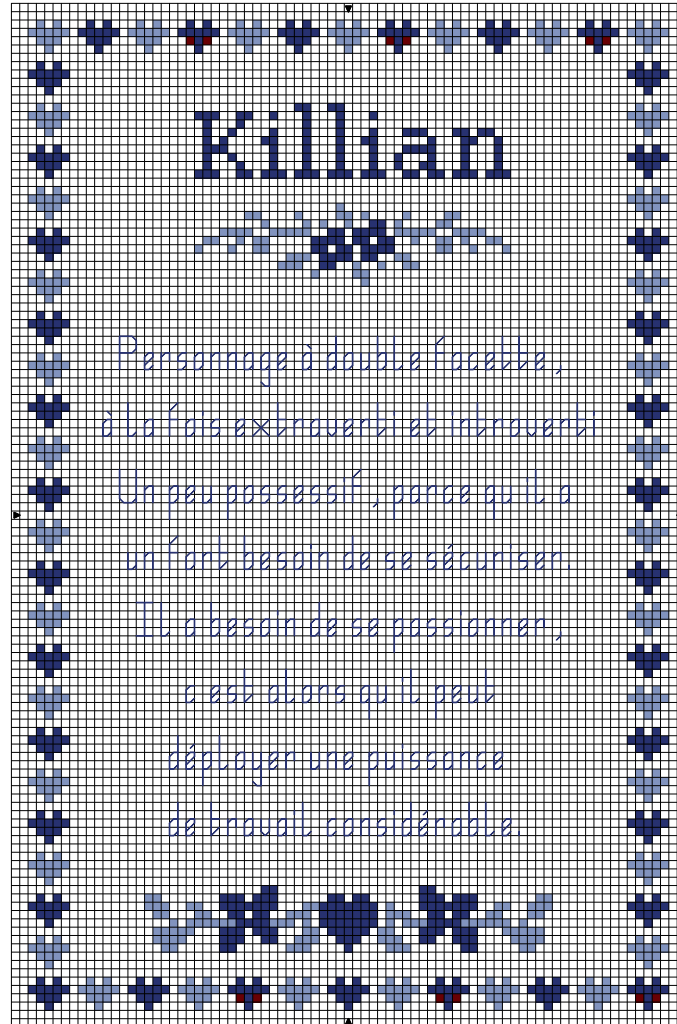 Killian
Personnage à double facette,
à la fois extraverti et introverti
Un peu possessif, parce qu'il a
un fort besoin de se sécuriser.
Il a besoin de se passionner,
c'est alors qu'il peut
déployer une puissance
de travail considérable.